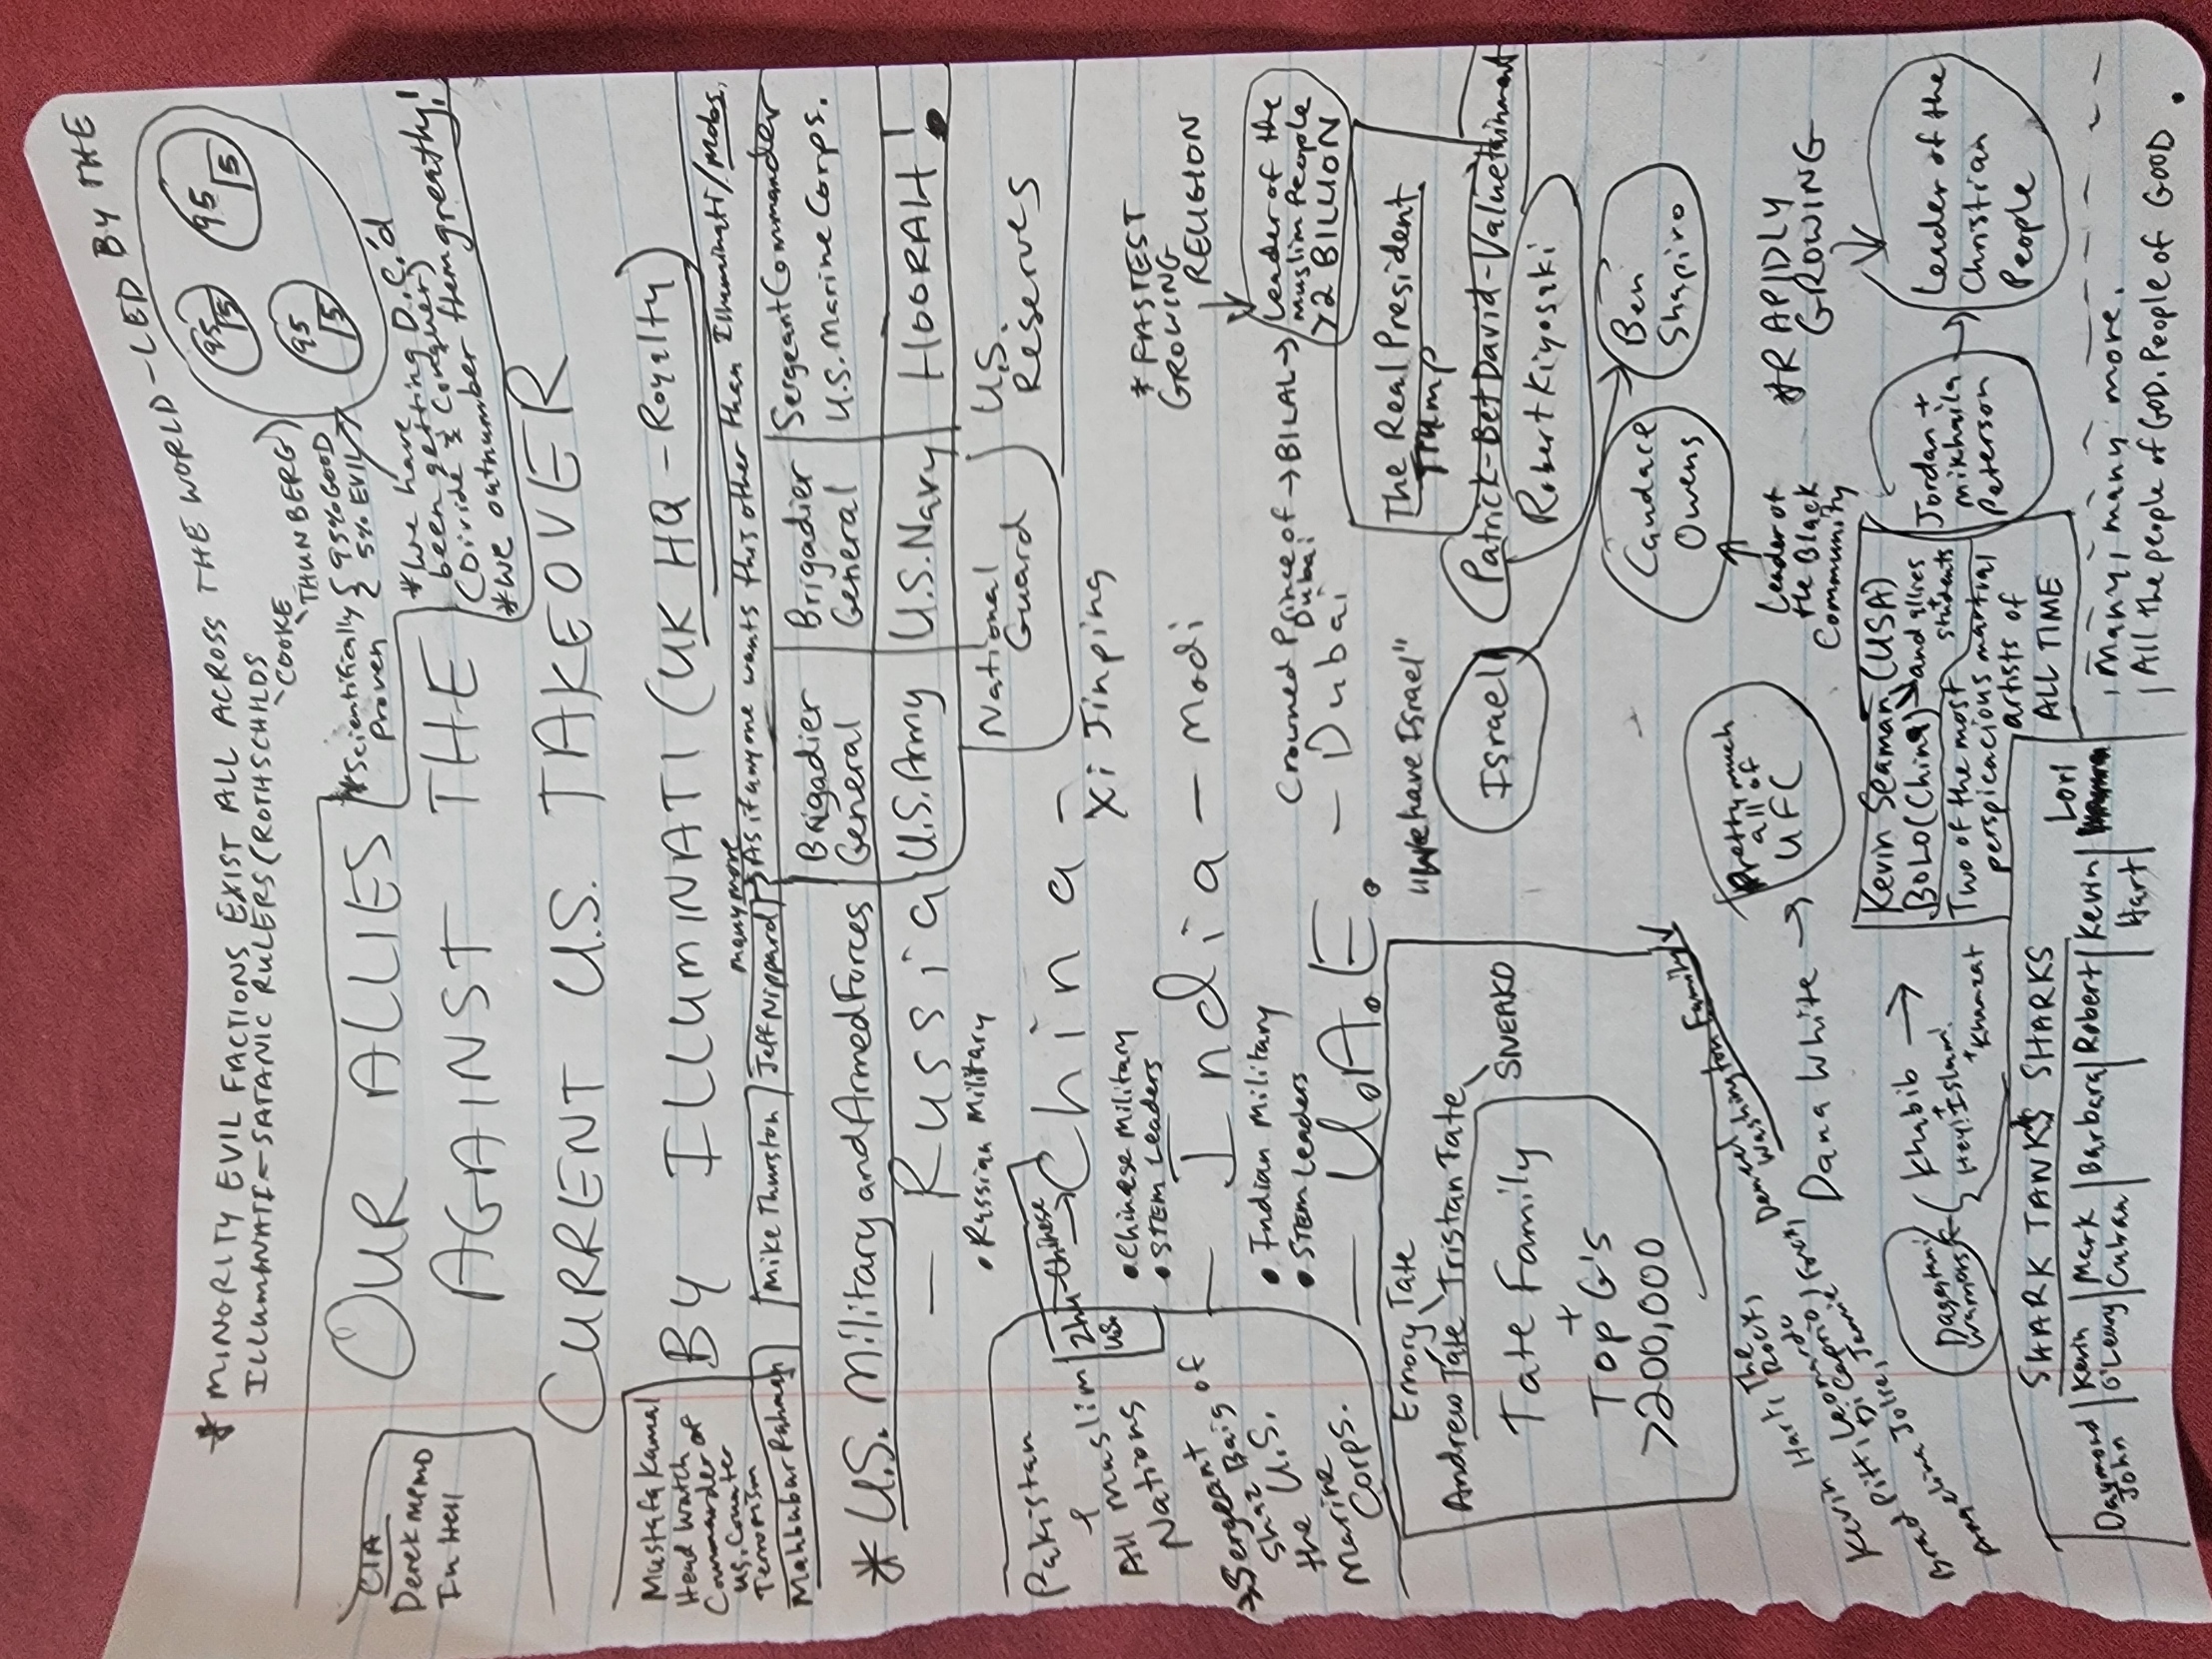 * MINORITY EVIL FACTIONS EXIST ALL ACROSS THE WORLD - LED BY THE
ILLUMINATI - SATANIC RULERS (ROTHSCHILDS
COOKE
THUNBERG)
95 5
95 5
95 5
* Scientifically { 95% GOOD
Proven { 5% EVIL
* We have
been getting D.C.'d
(Divide & Conquer)
* We outnumber them greatly!
CIA
Derek memo
In Hell
OUR ALLIES
AGAINST THE
CURRENT U.S. TAKEOVER
BY ILLUMINATI (UK HQ - Royalty)
Mustafa Kamal
Head Watch
Commander of
U.S. Counter
Terrorism
Mahbubar Rahman
Mike Thurston
Jeff Nippard
many more
As if anyone wants this other than Illuminati/Mobs.
* U.S. Military and Armed Forces
Brigadier
General
U.S. Army
Brigadier
General
U.S. Navy
Sergeant Commander
U.S. Marine Corps.
HOORAH!
National
Guard
U.S.
Reserves
- Russia
• Russian Military
Pakistan
+
All Muslim
Nations
→ Sergeant
Shaz Baig of
the U.S.
Marine
Corps.
Zhu - Chinese
U.S.
→ China -
Xi Jinping
• Chinese Military
• STEM Leaders
- India - Modi
• Indian Military
• STEM Leaders
* FASTEST
GROWING
RELIGION
Crowned Prince of → BILAL →
Dubai
Leader of the
Muslim People
>2 BILLION
- U.A.E. - Dubai
Emory Tate
Andrew Tate Tristan Tate
SNEAKO
Tate Family
+
Top G's
>200,000
"We have Israel"
Israel
The Real President
Trump
Patrick-Bet David - Valuetainment
Robert Kiyosaki
Candace
Owens
Ben
Shapiro
Leader of
the Black
Community
Kevin Hart, The
Rock,
Brad Pitt, Leonardo
DiCaprio,
Angelina Jolie, Jamie Foxx, Denzel
Washington Family
Dana White →
Pretty much
all of
UFC
* RAPIDLY
GROWING
Dagestani
Warriors
Khabib →
+
Hey! Islam!
+ Khamzat
Kevin Seaman (USA)
BOLO (China) → and allies
+
students
Two of the most
perspicacious martial
artists of
ALL TIME
Jordan +
Mikhaila
Peterson
Leader of the
Christian
People
SHARK TANK'S SHARKS
Daymond
John
Kevin
O'Leary
Mark
Cuban
Barbara
Robert
Kevin
Hart
Lori
Many, many more.
All the people of GOD. People of GOOD.